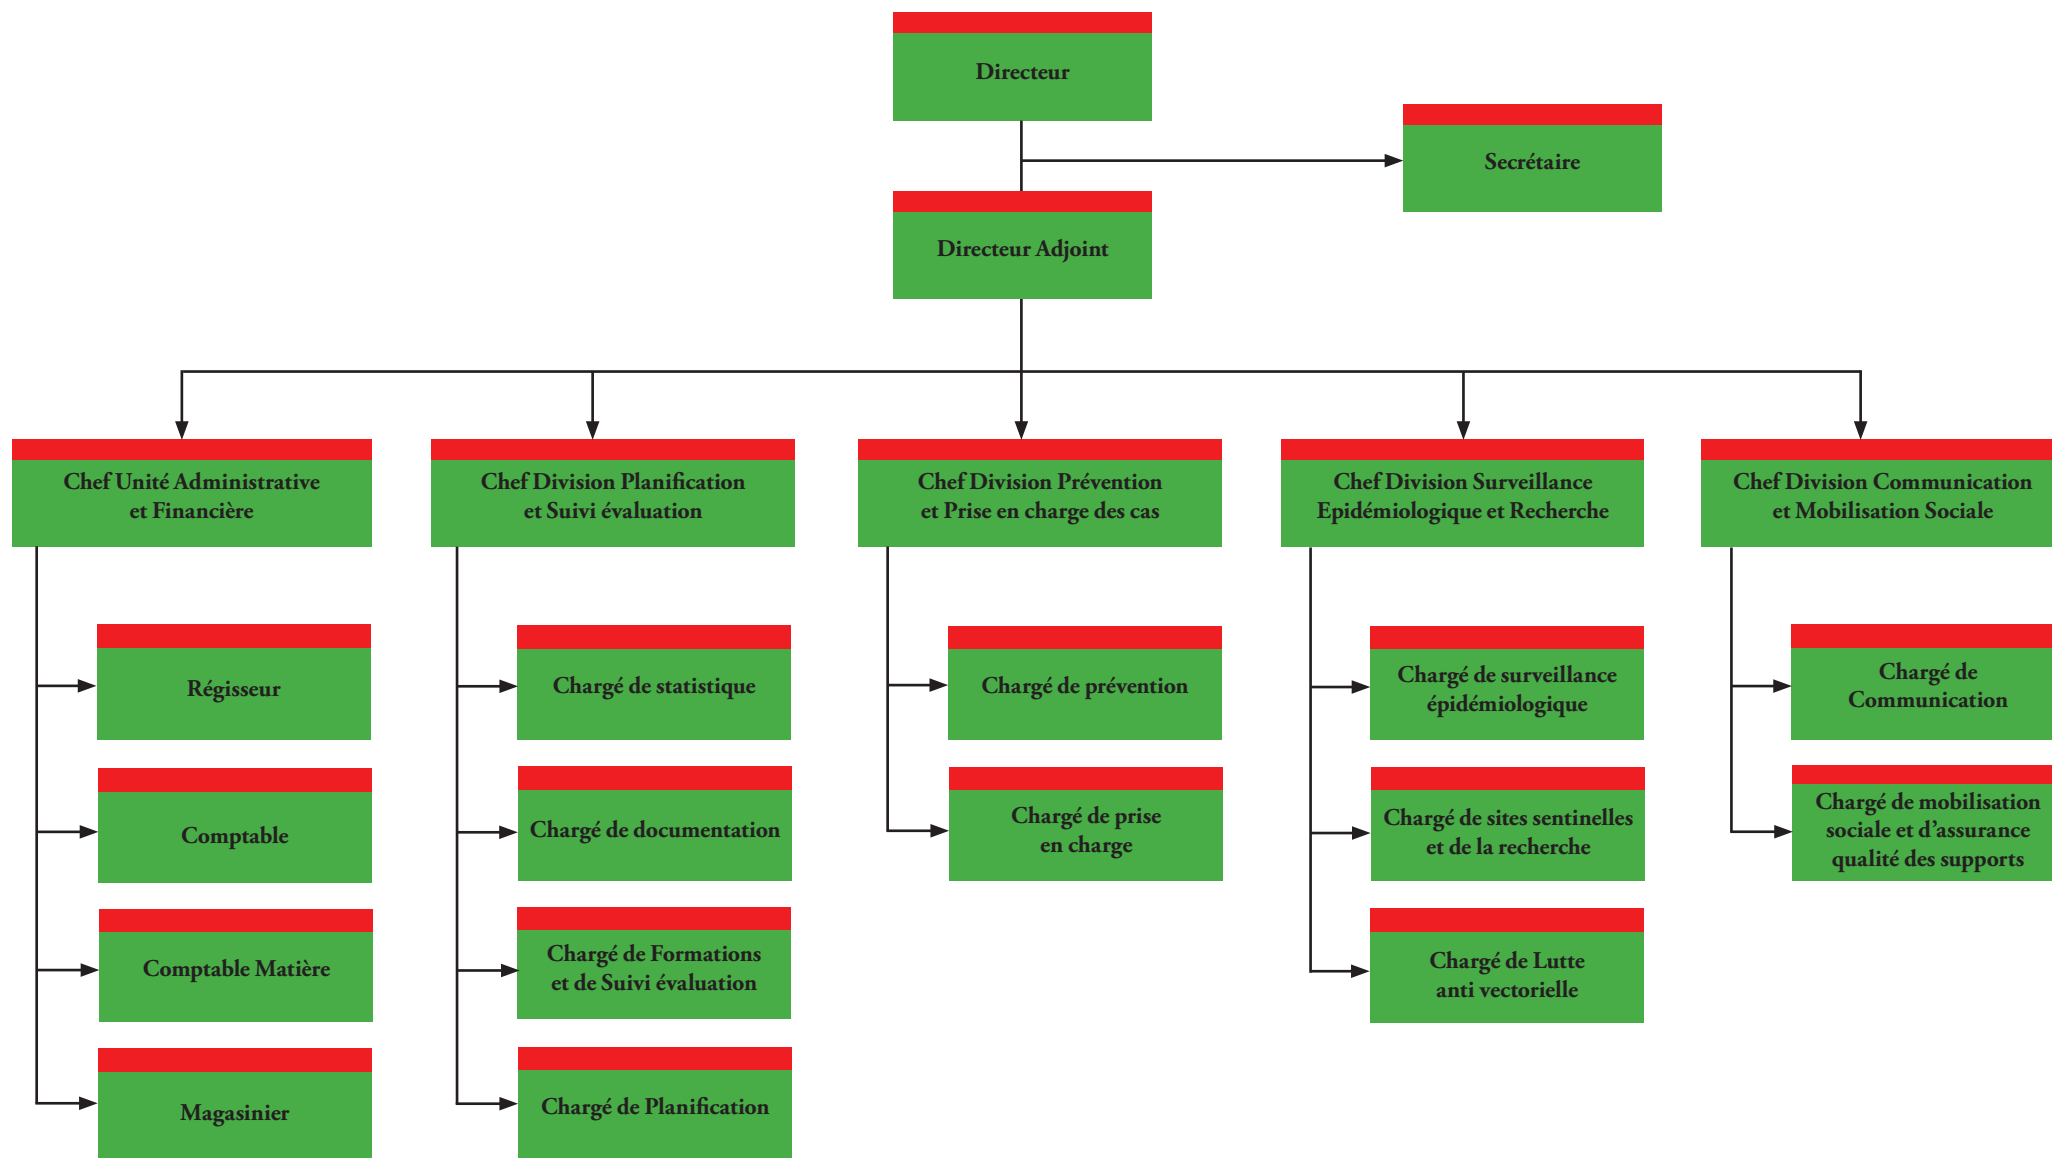 Directeur
Secrétaire
Directeur Adjoint
Chef Unité Administrative
et Financière
Chef Division Planification
et Suivi évaluation
Chef Division Prévention
et Prise en charge des cas
Chef Division Surveillance
Epidémiologique et Recherche
Chef Division Communication
et Mobilisation Sociale
Régisseur
Comptable
Comptable Matière
Magasinier
Chargé de statistique
Chargé de documentation
Chargé de Formations
et de Suivi évaluation
Chargé de Planification
Chargé de prévention
Chargé de prise
en charge
Chargé de surveillance
épidémiologique
Chargé de sites sentinelles
et de la recherche
Chargé de Lutte
anti vectorielle
Chargé de
Communication
Chargé de mobilisation
sociale et d’assurance
qualité des supports